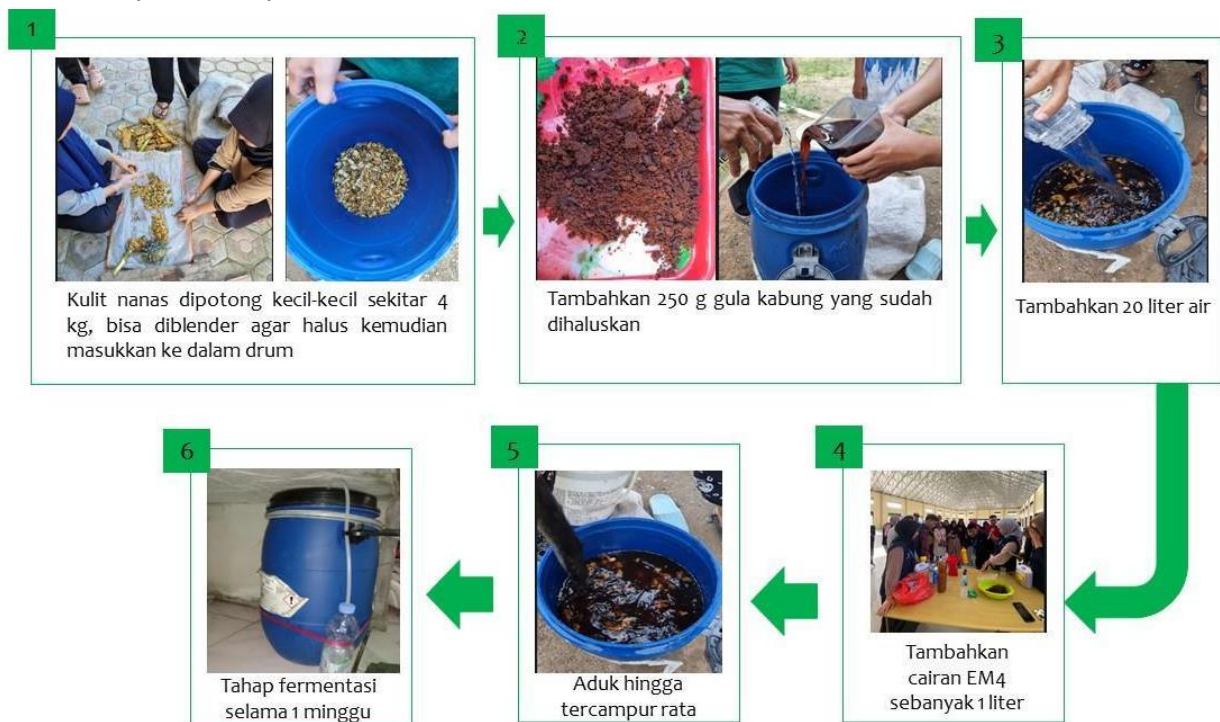 1
Kulit nanas dipotong kecil-kecil sekitar 4
kg, bisa diblender agar halus kemudian
masukkan ke dalam drum
2
Tambahkan 250 g gula kabung yang sudah
dihaluskan
3
Tambahkan 20 liter air
4
Tambahkan
cairan EM4
sebanyak 1 liter
5
Aduk hingga
tercampur rata
6
Tahap fermentasi
selama 1 minggu